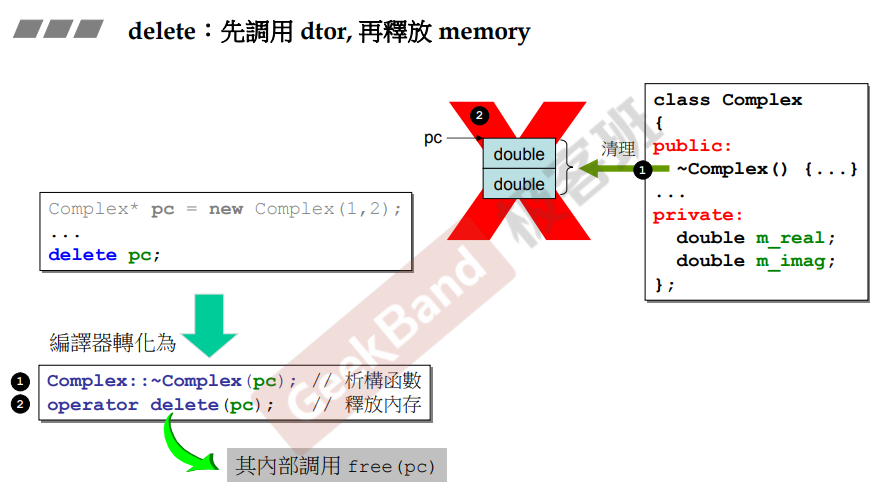 delete：先調用 dtor, 再釋放 memory
Complex* pc = new Complex(1,2);
...
delete pc;
編譯器轉化為
1 Complex::~Complex(pc); // 析構函數
2 operator delete(pc); // 釋放內存
其內部調用 free(pc)
2
pc
double
double
清理
1
class Complex
{
public:
~Complex() {...}
...
private:
double m_real;
double m_imag;
};
GeekBand 极客班